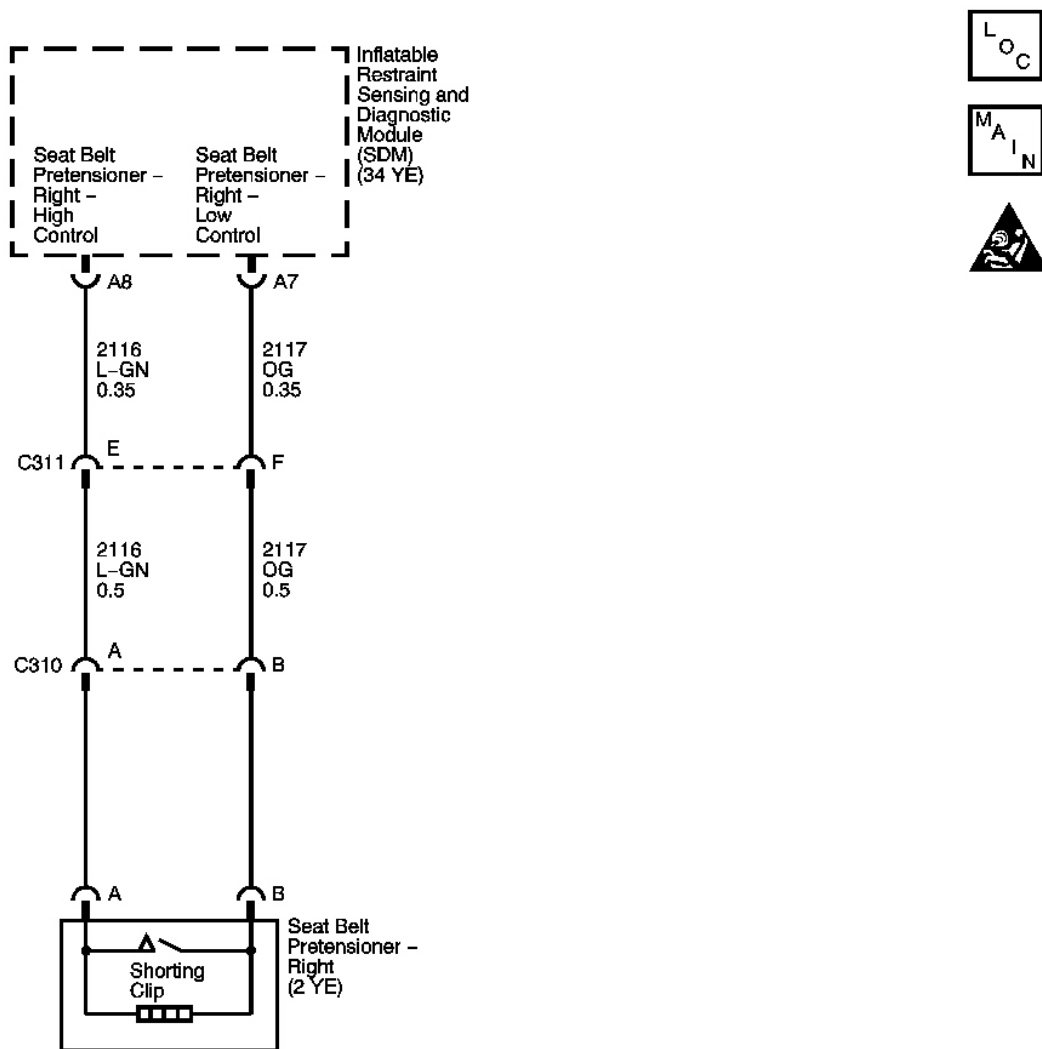 Inflatable
Restraint
Sensing and
Diagnostic
Module
(SDM)
(34 YE)
Seat Belt
Pretensioner –
Right –
High
Control
Seat Belt
Pretensioner –
Right –
Low
Control
A8
A7
2116
L–GN
0.35
2117
OG
0.35
C311
E
F
2116
L–GN
0.5
2117
OG
0.5
C310
A
B
A
B
Seat Belt
Pretensioner –
Right
(2 YE)
Shorting
Clip
LOC
MAIN